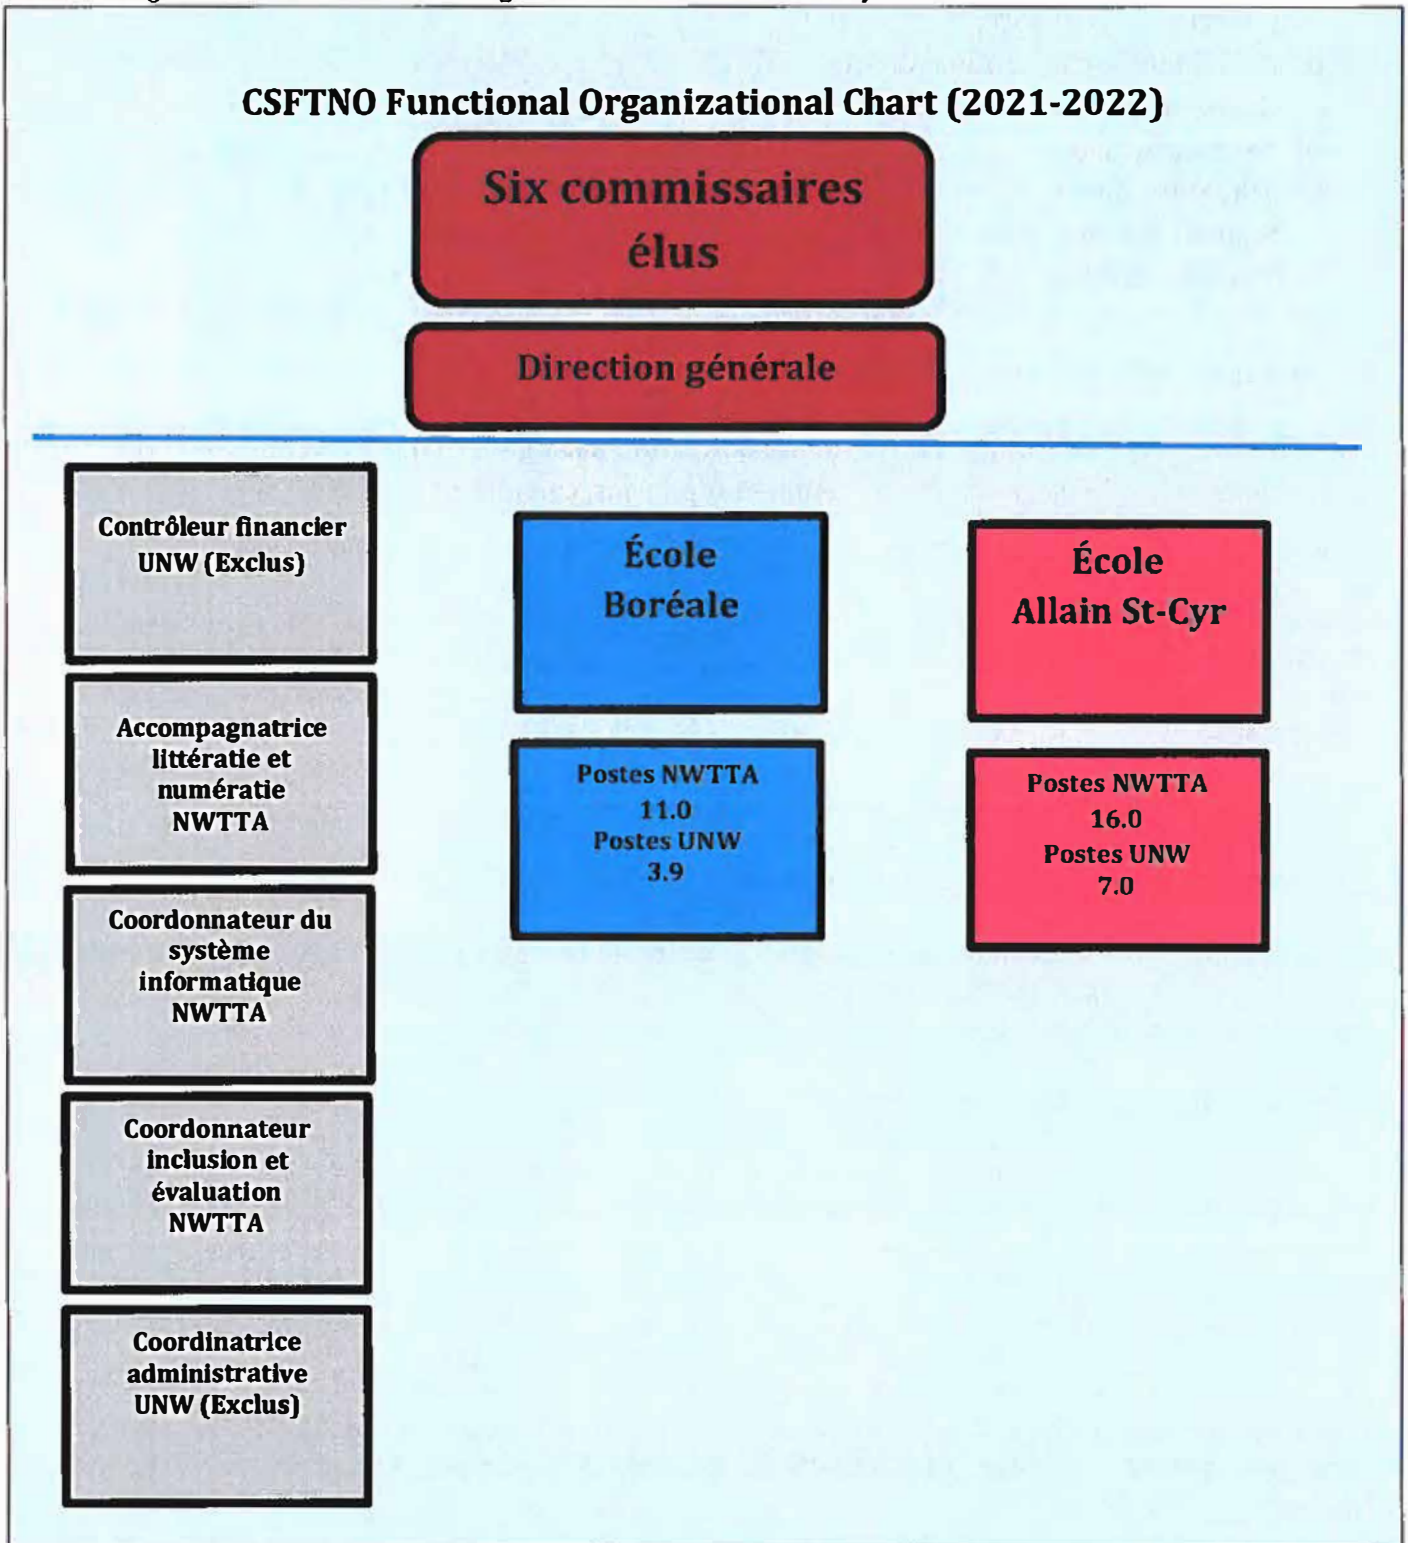 CSFTNO Functional Organizational Chart (2021-2022)
Six commissaires
élus
Direction générale
Contrôleur financier
UNW (Exclus)
Accompagnatrice
littératie et
numératie
NWTTA
Coordonnateur du
système
informatique
NWTTA
Coordonnateur
inclusion et
évaluation
NWTTA
Coordinatrice
administrative
UNW (Exclus)
École
Boréale
Postes NWTTA
11.0
Postes UNW
3.9
École
Allain St-Cyr
Postes NWTTA
16.0
Postes UNW
7.0